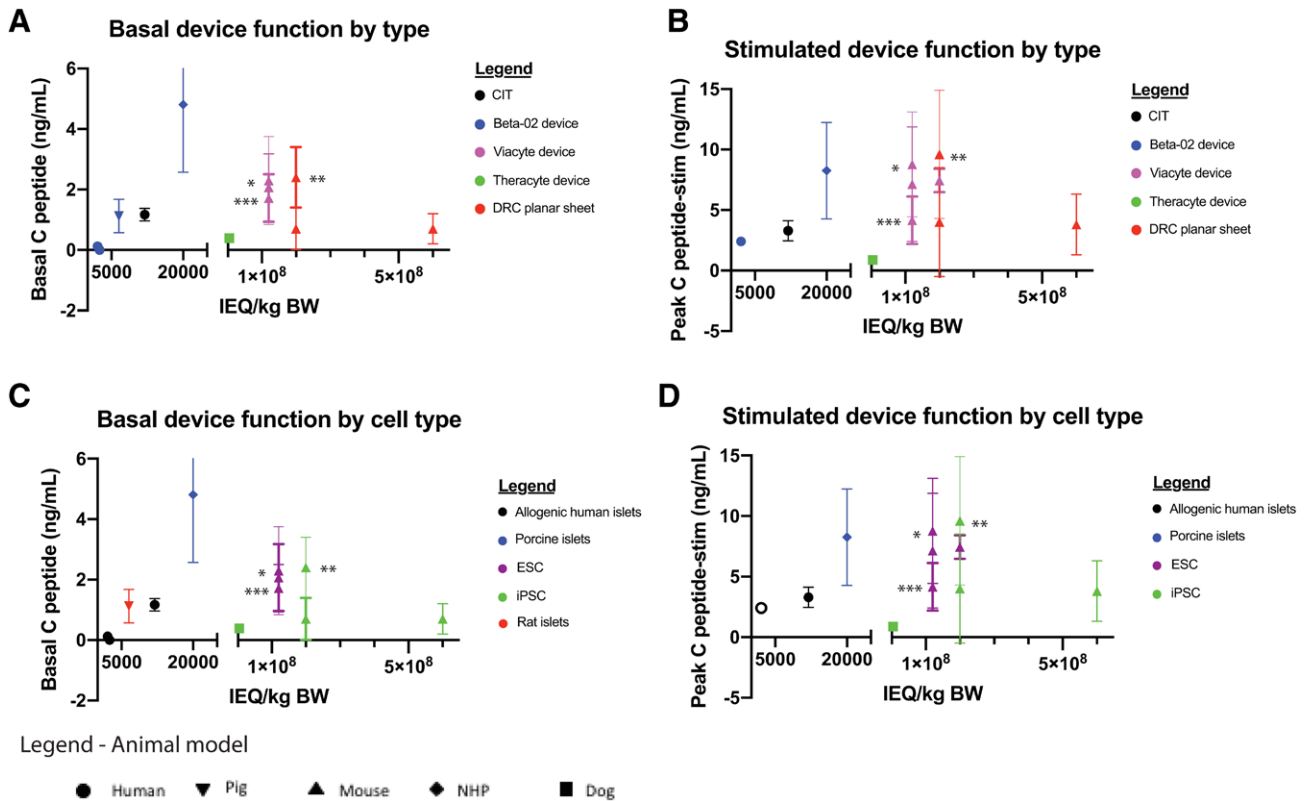 A
Basal device function by type
Basal C peptide (ng/mL)
6
4
2
0
-2
5000
20000
1×10⁸
5×10⁸
IEQ/kg BW
*
***
**
Legend
CIT
Beta-02 device
Viacyte device
Theracyte device
DRC planar sheet
B
Stimulated device function by type
Peak C peptide-stim (ng/mL)
15
10
5
0
-5
5000
20000
1×10⁸
5×10⁸
IEQ/kg BW
*
***
**
Legend
CIT
Beta-02 device
Viacyte device
Theracyte device
DRC planar sheet
C
Basal device function by cell type
Basal C peptide (ng/mL)
6
4
2
0
-2
5000
20000
1×10⁸
5×10⁸
IEQ/kg BW
*
***
**
Legend
Allogenic human islets
Porcine islets
ESC
iPSC
Rat islets
D
Stimulated device function by cell type
Peak C peptide-stim (ng/mL)
15
10
5
0
-5
5000
20000
1×10⁸
5×10⁸
IEQ/kg BW
*
***
**
Legend
Allogenic human islets
Porcine islets
ESC
iPSC
Legend - Animal model
Human Pig Mouse NHP Dog